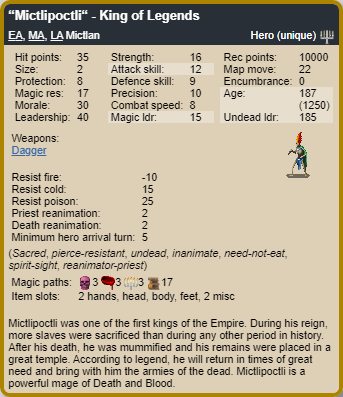 “Mictlipoctli“ - King of Legends
EA, MA, LA Mictlan Hero (unique)
Hit points: 35 Strength: 16 Rec points: 10000
Size: 2 Attack skill: 12 Map move: 22
Protection: 8 Defence skill: 9 Encumbrance: 0
Magic res: 17 Precision: 10 Age: 187
Morale: 30 Combat speed: 8 (1250)
Leadership: 40 Magic ldr: 15 Undead ldr: 185
Weapons:
Dagger
Resist fire: -10
Resist cold: 15
Resist poison: 25
Priest reanimation: 2
Death reanimation: 2
Minimum hero arrival turn: 5
(Sacred, pierce-resistant, undead, inanimate, need-not-eat,
spirit-sight, reanimator-priest)
Magic paths: 3 3 3 17
Item slots: 2 hands, head, body, feet, 2 misc
Mictlipoctli was one of the first kings of the Empire. During his reign,
more slaves were sacrificed than during any other period in history.
After his death, he was mummified and his remains were placed in a
great temple. According to legend, he will return in times of great
need and bring with him the armies of the dead. Mictlipoctli is a
powerful mage of Death and Blood.